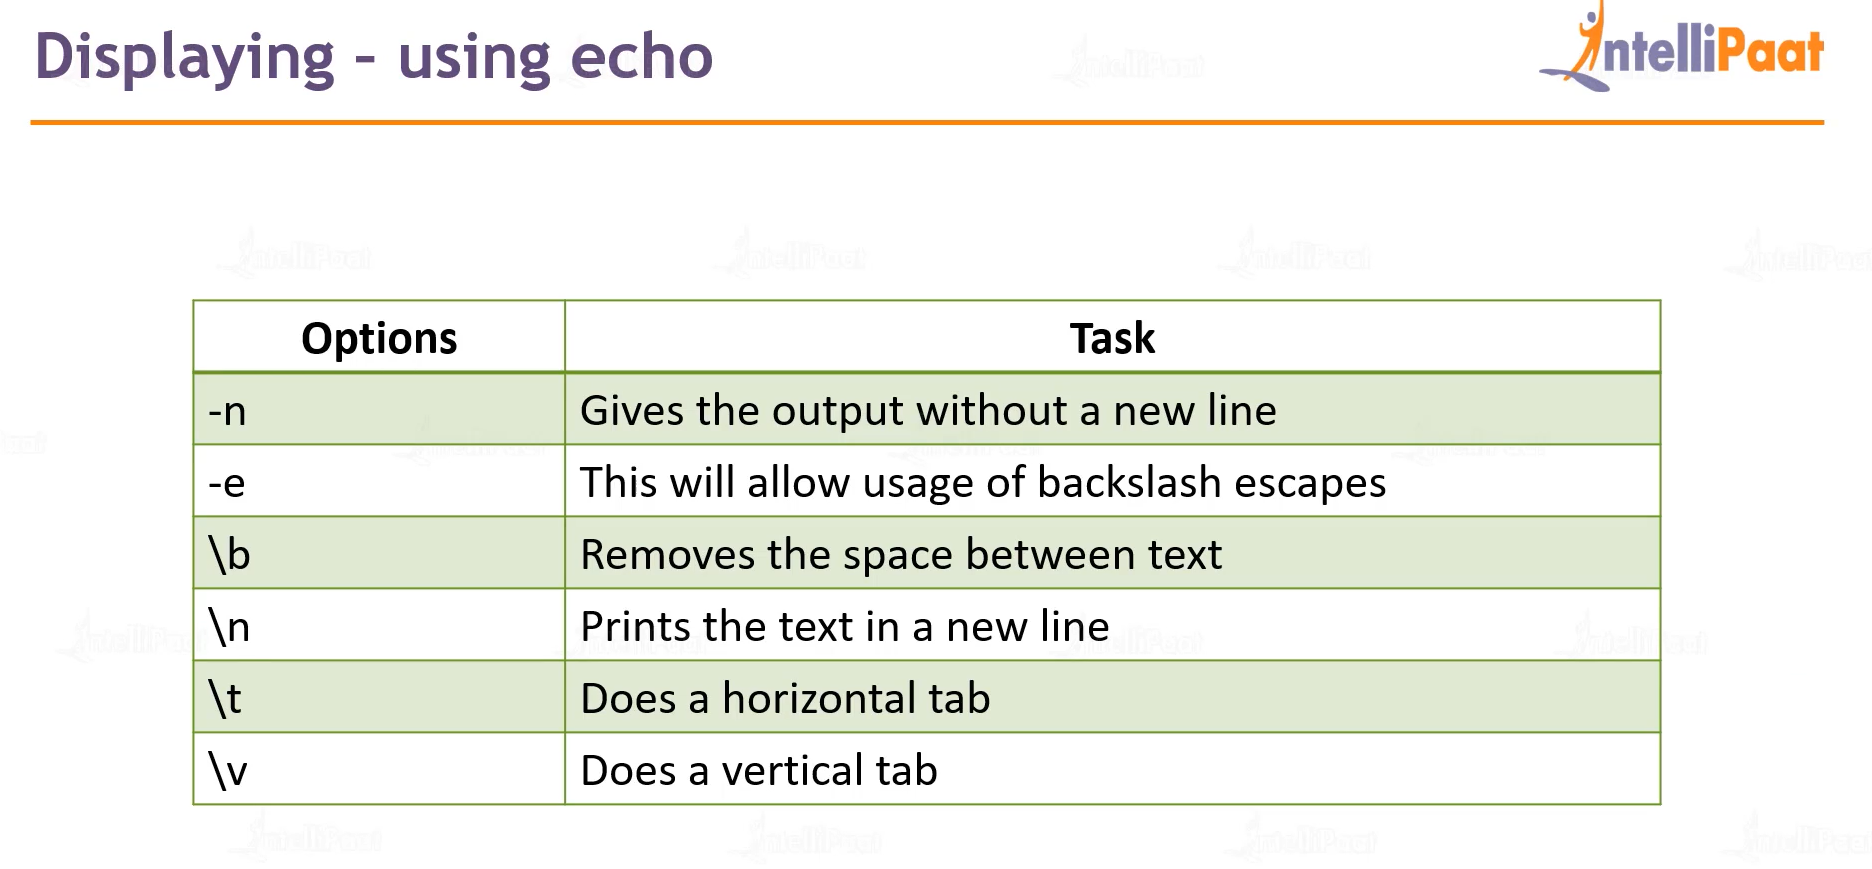 Displaying - using echo
IntelliPaat
Options Task
-n Gives the output without a new line
-e This will allow usage of backslash escapes
\b Removes the space between text
\n Prints the text in a new line
\t Does a horizontal tab
\v Does a vertical tab